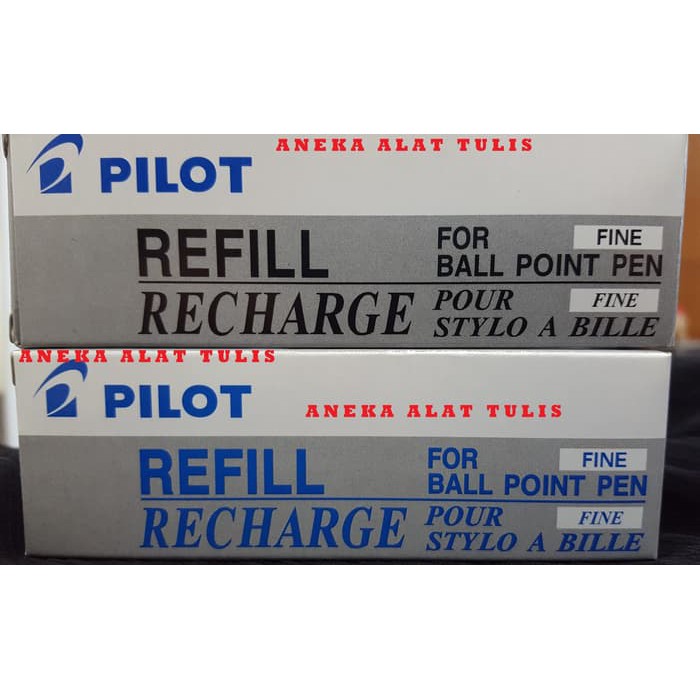 ANEKA ALAT TULIS
PILOT
REFILL
FOR FINE
BALL POINT PEN
RECHARGE
POUR FINE
STYLO A BILLE
ANEKA ALAT TULIS
PILOT
ANEKA ALAT TULIS
REFILL
FOR FINE
BALL POINT PEN
RECHARGE
POUR FINE
STYLO A BILLE